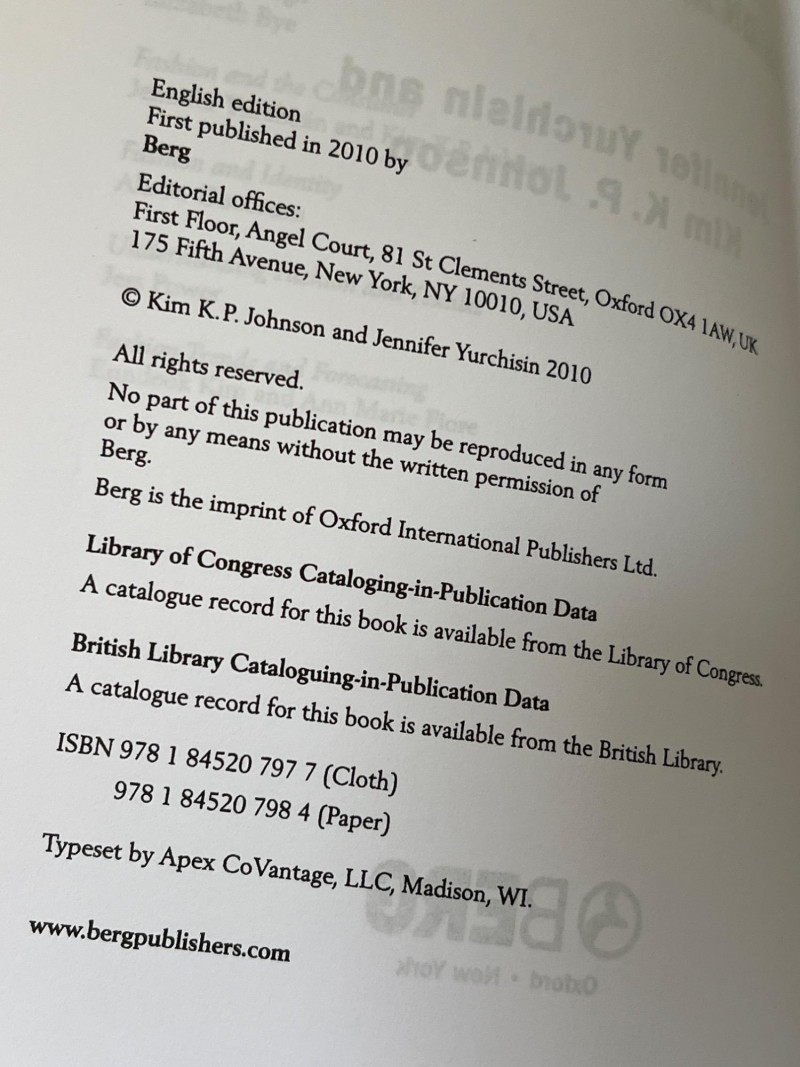 English edition
First published in 2010 by
Berg
Editorial offices:
First Floor, Angel Court, 81 St Clements Street, Oxford OX4 1AW, UK
175 Fifth Avenue, New York, NY 10010, USA
© Kim K.P. Johnson and Jennifer Yurchisin 2010
All rights reserved.
No part of this publication may be reproduced in any form
or by any means without the written permission of
Berg.
Berg is the imprint of Oxford International Publishers Ltd.
Library of Congress Cataloging-in-Publication Data
A catalogue record for this book is available from the Library of Congress.
British Library Cataloguing-in-Publication Data
A catalogue record for this book is available from the British Library.
ISBN 978 1 84520 797 7 (Cloth)
978 1 84520 798 4 (Paper)
Typeset by Apex CoVantage, LLC, Madison, WI.
www.bergpublishers.com